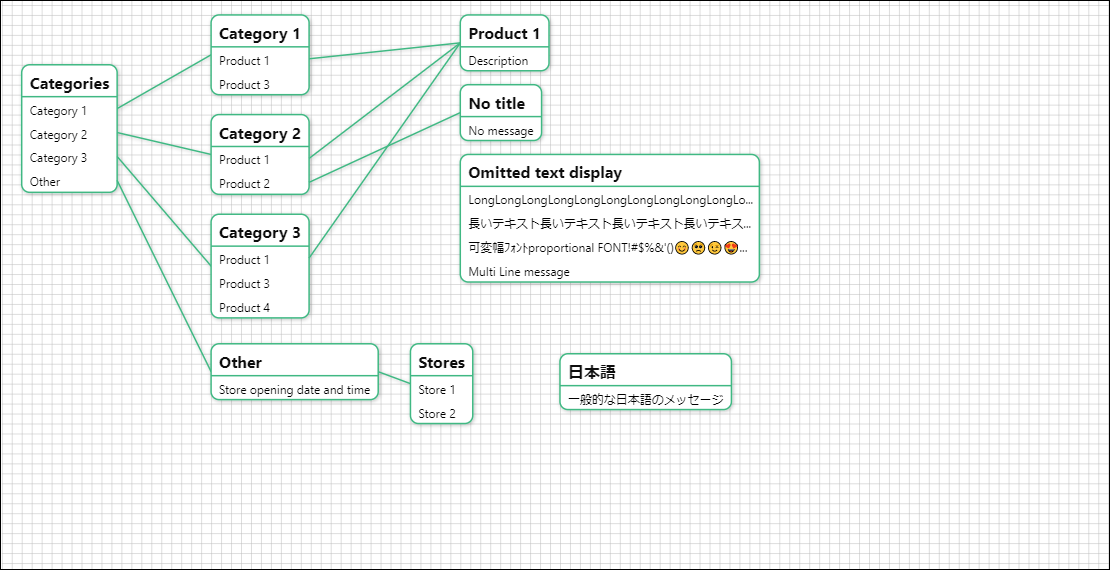 Categories
Category 1
Category 2
Category 3
Other
Category 1
Product 1
Product 3
Category 2
Product 1
Product 2
Category 3
Product 1
Product 3
Product 4
Other
Store opening date and time
Stores
Store 1
Store 2
Product 1
Description
No title
No message
Omitted text display
LongLongLongLongLongLongLongLongLongLongLo...
長いテキスト長いテキスト長いテキスト長いテキス...
可変幅ﾌｫﾝﾄproportional FONT!#$%&'()😊🥺😉😍...
Multi Line message
日本語
一般的な日本語のメッセージ